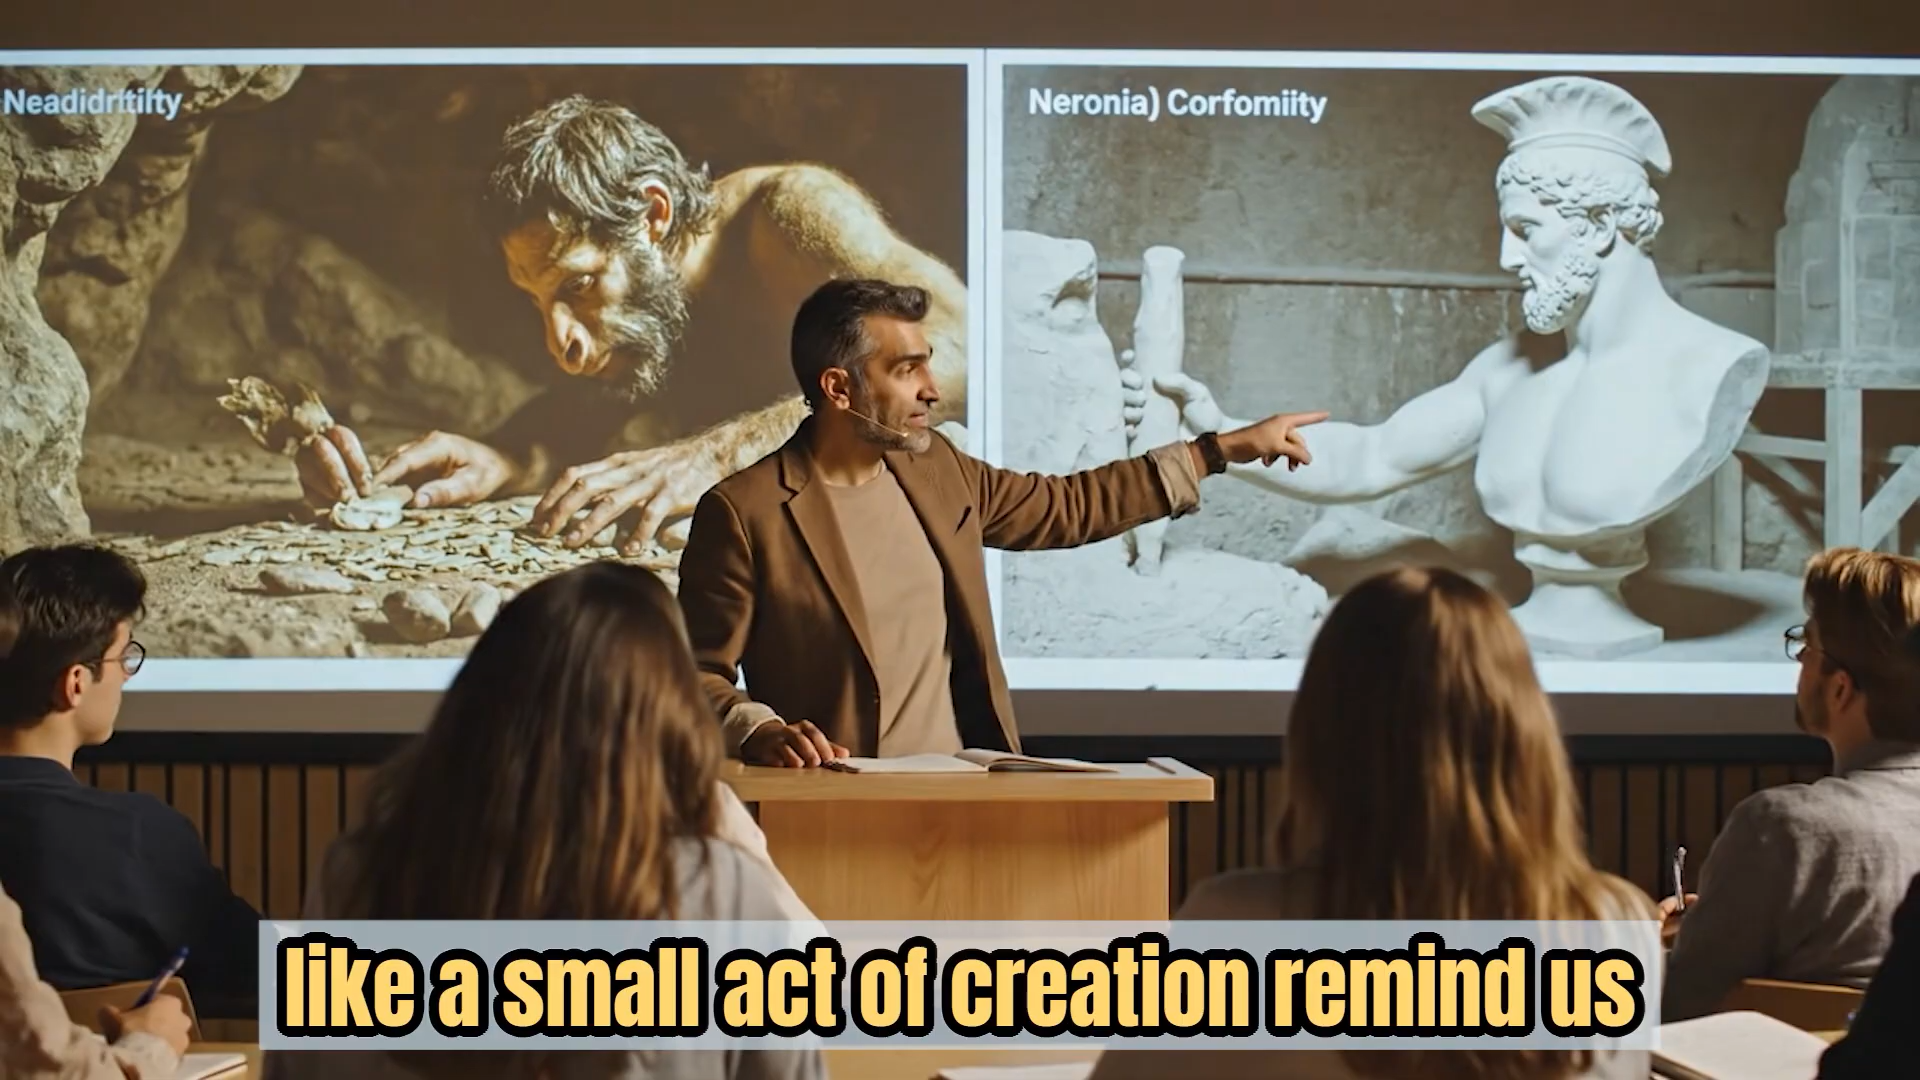 Neadidritilty
Neronia) Corfomiity
like a small act of creation remind us